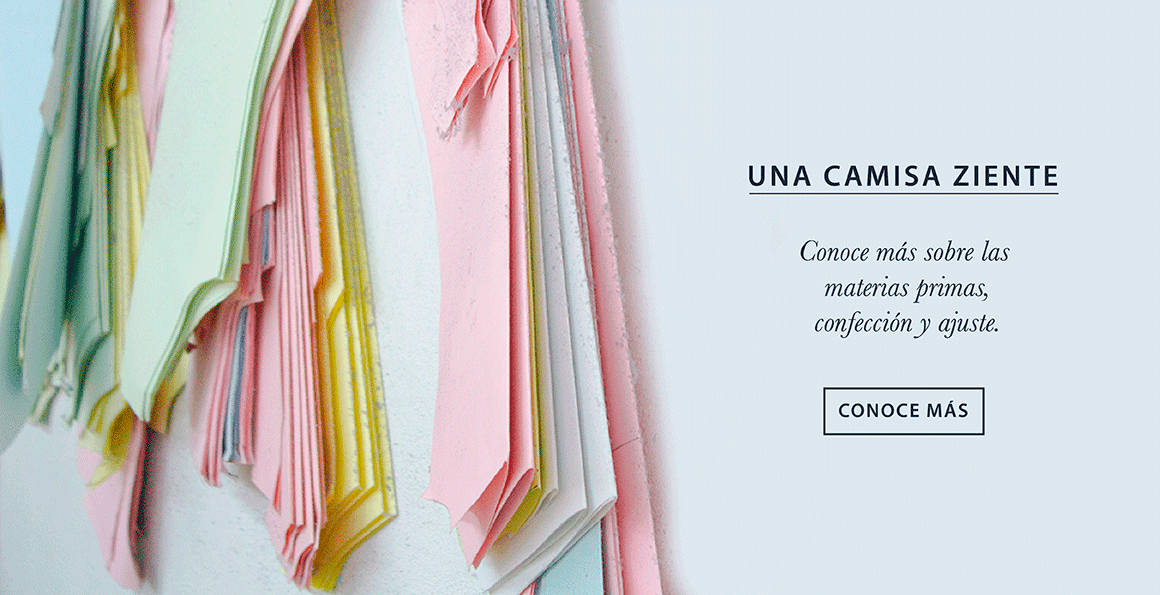 UNA CAMISA ZIENTE
Conoce más sobre las
materias primas,
confección y ajuste.
CONOCE MÁS